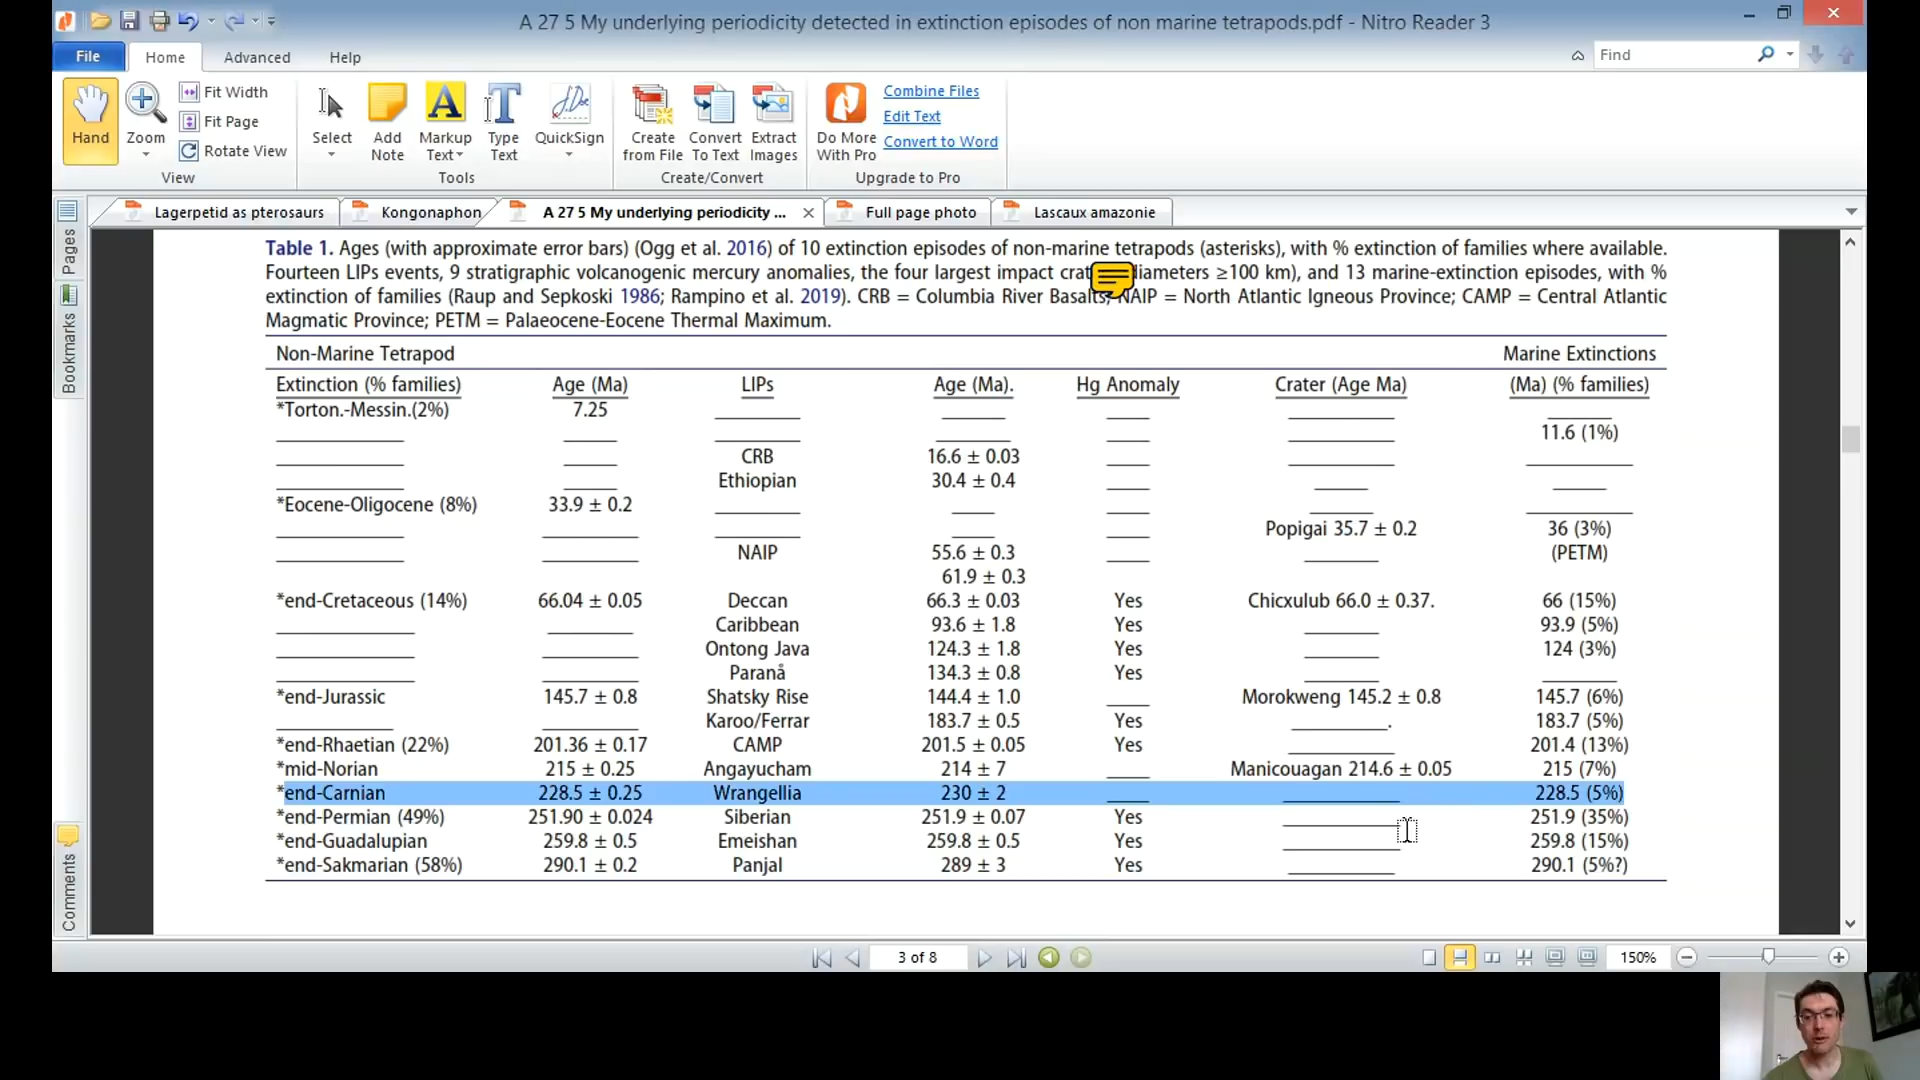 A 27 5 My underlying periodicity detected in extinction episodes of non marine tetrapods.pdf - Nitro Reader 3
File Home Advanced Help Find
Hand
Zoom
Fit Width
Fit Page
Rotate View
View
Select
Add Note
Markup Text
Type Text
QuickSign
Tools
Create from File
Convert To Text
Extract Images
Create/Convert
Do More With Pro
Combine Files
Edit Text
Convert to Word
Upgrade to Pro
Lagerpetid as pterosaurs Kongonaphon A 27 5 My underlying periodicity ... Full page photo Lascaux amazonie
Pages
Bookmarks
Comments
Table 1. Ages (with approximate error bars) (Ogg et al. 2016) of 10 extinction episodes of non-marine tetrapods (asterisks), with % extinction of families where available.
Fourteen LIPs events, 9 stratigraphic volcanogenic mercury anomalies, the four largest impact diameters ≥100 km), and 13 marine-extinction episodes, with %
extinction of families (Raup and Sepkoski 1986; Rampino et al. 2019). CRB = Columbia River Basalts; NAIP = North Atlantic Igneous Province; CAMP = Central Atlantic
Magmatic Province; PETM = Palaeocene-Eocene Thermal Maximum.
Non-Marine Tetrapod Marine Extinctions
Extinction (% families) Age (Ma) LIPs Age (Ma). Hg Anomaly Crater (Age Ma) (Ma) (% families)
*Torton.-Messin.(2%) 7.25
11.6 (1%)
CRB 16.6 ± 0.03
Ethiopian 30.4 ± 0.4
*Eocene-Oligocene (8%) 33.9 ± 0.2
Popigai 35.7 ± 0.2 36 (3%)
NAIP 55.6 ± 0.3 (PETM)
61.9 ± 0.3
*end-Cretaceous (14%) 66.04 ± 0.05 Deccan 66.3 ± 0.03 Yes Chicxulub 66.0 ± 0.37. 66 (15%)
Caribbean 93.6 ± 1.8 Yes 93.9 (5%)
Ontong Java 124.3 ± 1.8 Yes 124 (3%)
Paranå 134.3 ± 0.8 Yes
*end-Jurassic 145.7 ± 0.8 Shatsky Rise 144.4 ± 1.0 Morokweng 145.2 ± 0.8 145.7 (6%)
Karoo/Ferrar 183.7 ± 0.5 Yes . 183.7 (5%)
*end-Rhaetian (22%) 201.36 ± 0.17 CAMP 201.5 ± 0.05 Yes 201.4 (13%)
*mid-Norian 215 ± 0.25 Angayucham 214 ± 7 Manicouagan 214.6 ± 0.05 215 (7%)
*end-Carnian 228.5 ± 0.25 Wrangellia 230 ± 2 228.5 (5%)
*end-Permian (49%) 251.90 ± 0.024 Siberian 251.9 ± 0.07 Yes 251.9 (35%)
*end-Guadalupian 259.8 ± 0.5 Emeishan 259.8 ± 0.5 Yes 259.8 (15%)
*end-Sakmarian (58%) 290.1 ± 0.2 Panjal 289 ± 3 Yes 290.1 (5%?)
3 of 8 150%